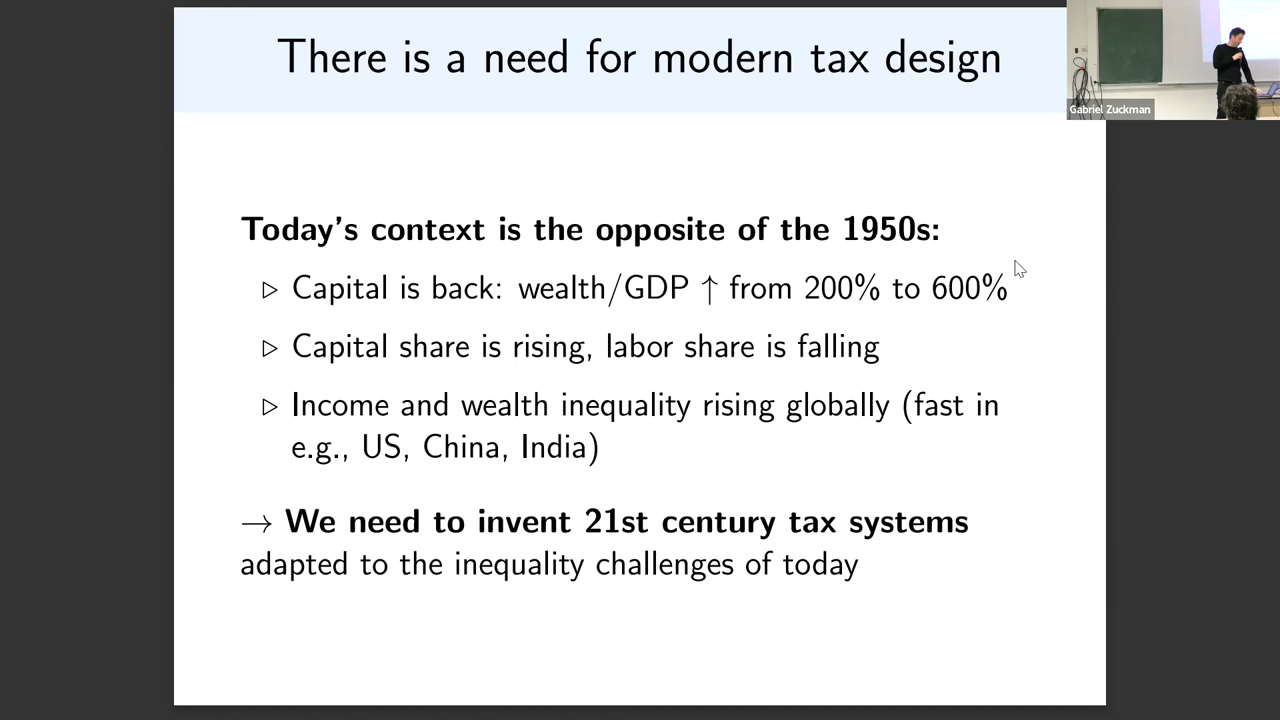 There is a need for modern tax design
Gabriel Zuckman
Today's context is the opposite of the 1950s:
▷ Capital is back: wealth/GDP ↑ from 200% to 600%
▷ Capital share is rising, labor share is falling
▷ Income and wealth inequality rising globally (fast in
e.g., US, China, India)
→ We need to invent 21st century tax systems
adapted to the inequality challenges of today